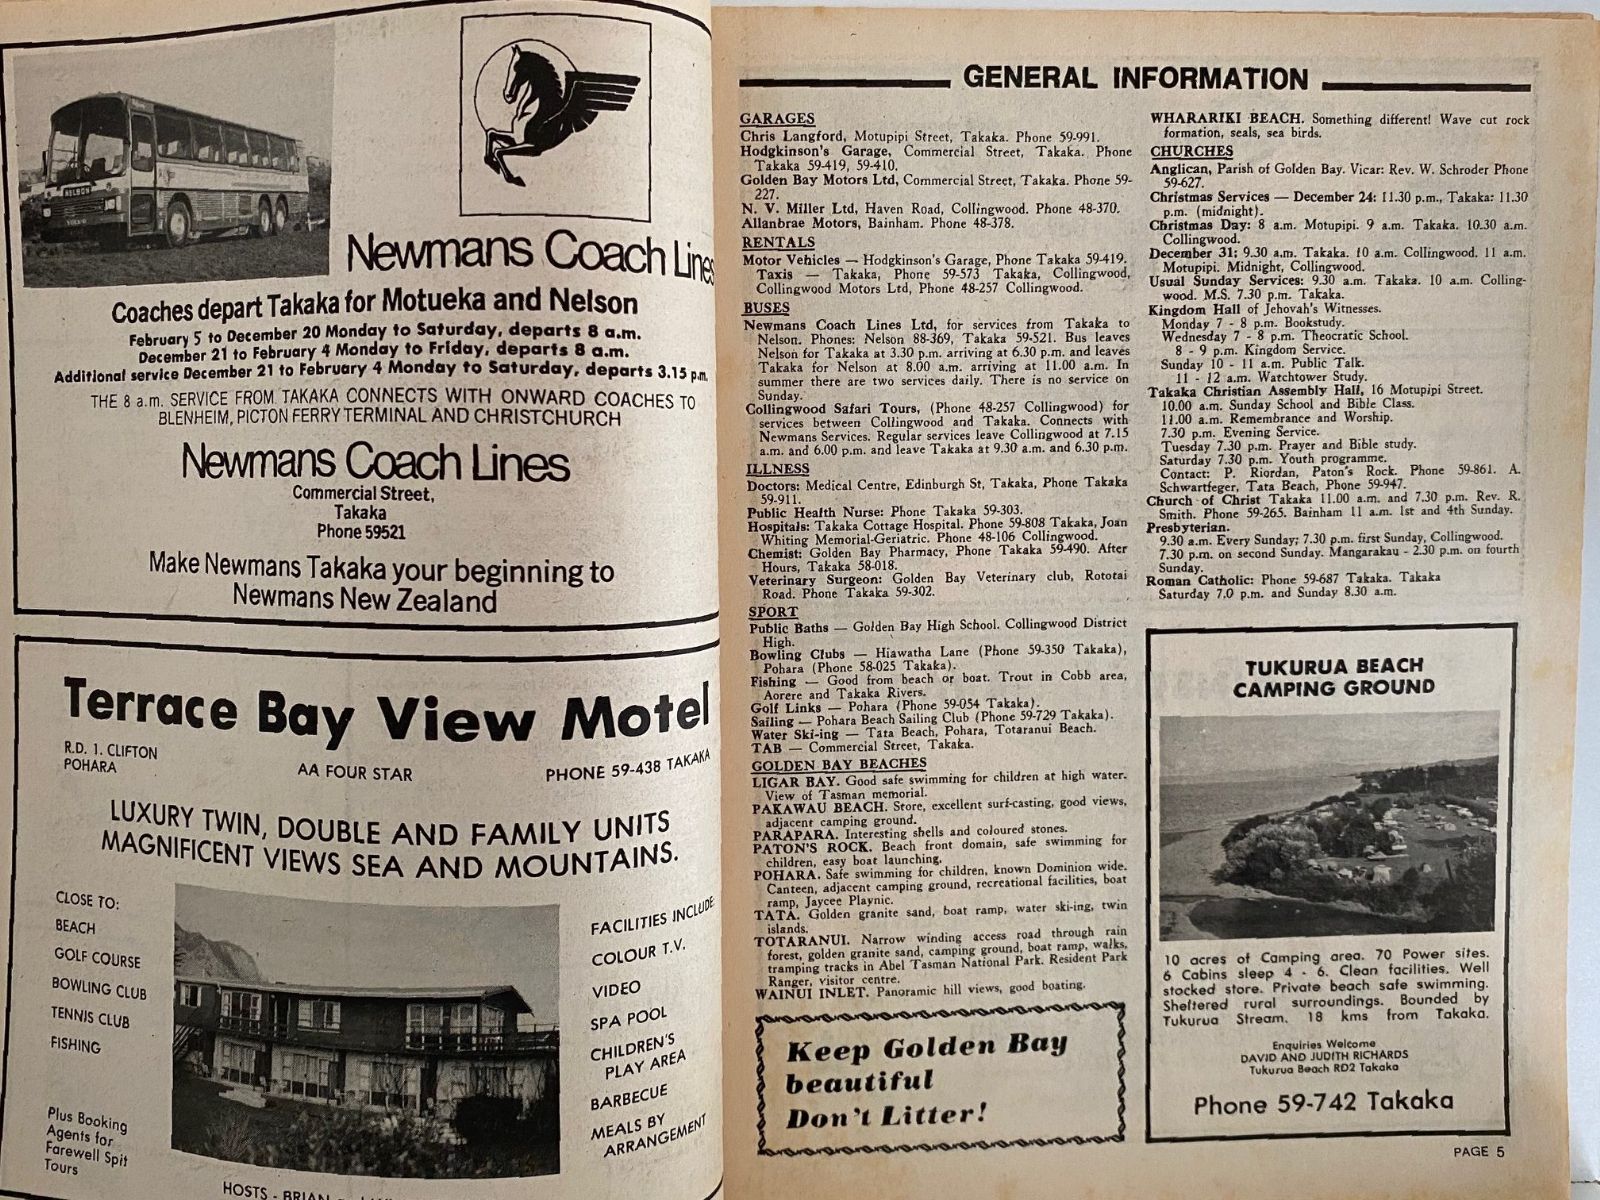 NELSON
VOLVO
Newmans Coach Lines
Coaches depart Takaka for Motueka and Nelson
February 5 to December 20 Monday to Saturday, departs 8 a.m.
December 21 to February 4 Monday to Friday, departs 8 a.m.
Additional service December 21 to February 4 Monday to Saturday, departs 3.15 p.m.
THE 8 a.m. SERVICE FROM TAKAKA CONNECTS WITH ONWARD COACHES TO
BLENHEIM, PICTON FERRY TERMINAL AND CHRISTCHURCH
Newmans Coach Lines
Commercial Street,
Takaka
Phone 59521
Make Newmans Takaka your beginning to
Newmans New Zealand
Terrace Bay View Motel
R.D. 1. CLIFTON
POHARA
AA FOUR STAR
PHONE 59-438 TAKAKA
LUXURY TWIN, DOUBLE AND FAMILY UNITS
MAGNIFICENT VIEWS SEA AND MOUNTAINS.
CLOSE TO:
BEACH
GOLF COURSE
BOWLING CLUB
TENNIS CLUB
FISHING
Plus Booking
Agents for
Farewell Spit
Tours
FACILITIES INCLUDE:
COLOUR T.V.
VIDEO
SPA POOL
CHILDREN'S
PLAY AREA
BARBECUE
MEALS BY
ARRANGEMENT
HOSTS - BRIAN
GENERAL INFORMATION
GARAGES
Chris Langford, Motupipi Street, Takaka. Phone 59-991.
Hodgkinson's Garage, Commercial Street, Takaka. Phone
Takaka 59-419, 59-410.
Golden Bay Motors Ltd, Commercial Street, Takaka. Phone 59-
227.
N. V. Miller Ltd, Haven Road, Collingwood. Phone 48-370.
Allanbrae Motors, Bainham. Phone 48-378.
RENTALS
Motor Vehicles — Hodgkinson's Garage, Phone Takaka 59-419.
Taxis — Takaka, Phone 59-573 Takaka, Collingwood,
Collingwood Motors Ltd, Phone 48-257 Collingwood.
BUSES
Newmans Coach Lines Ltd, for services from Takaka to
Nelson. Phones: Nelson 88-369, Takaka 59-521. Bus leaves
Nelson for Takaka at 3.30 p.m. arriving at 6.30 p.m. and leaves
Takaka for Nelson at 8.00 a.m. arriving at 11.00 a.m. In
summer there are two services daily. There is no service on
Sunday.
Collingwood Safari Tours, (Phone 48-257 Collingwood) for
services between Collingwood and Takaka. Connects with
Newmans Services. Regular services leave Collingwood at 7.15
a.m. and 6.00 p.m. and leave Takaka at 9.30 a.m. and 6.30 p.m.
ILLNESS
Doctors: Medical Centre, Edinburgh St, Takaka, Phone Takaka
59-911.
Public Health Nurse: Phone Takaka 59-303.
Hospitals: Takaka Cottage Hospital. Phone 59-808 Takaka, Joan
Whiting Memorial-Geriatric. Phone 48-106 Collingwood.
Chemist: Golden Bay Pharmacy, Phone Takaka 59-490. After
Hours, Takaka 58-018.
Veterinary Surgeon: Golden Bay Veterinary club, Rototai
Road. Phone Takaka 59-302.
SPORT
Public Baths — Golden Bay High School. Collingwood District
High.
Bowling Clubs — Hiawatha Lane (Phone 59-350 Takaka),
Pohara (Phone 58-025 Takaka).
Fishing — Good from beach or boat. Trout in Cobb area,
Aorere and Takaka Rivers.
Golf Links — Pohara (Phone 59-054 Takaka).
Sailing — Pohara Beach Sailing Club (Phone 59-729 Takaka).
Water Ski-ing — Tata Beach, Pohara, Totaranui Beach.
TAB — Commercial Street, Takaka.
GOLDEN BAY BEACHES
LIGAR BAY. Good safe swimming for children at high water.
View of Tasman memorial.
PAKAWAU BEACH. Store, excellent surf-casting, good views,
adjacent camping ground.
PARAPARA. Interesting shells and coloured stones.
PATON'S ROCK. Beach front domain, safe swimming for
children, easy boat launching.
POHARA. Safe swimming for children, known Dominion wide.
Canteen, adjacent camping ground, recreational facilities, boat
ramp, Jaycee Playnic.
TATA. Golden granite sand, boat ramp, water ski-ing, twin
islands.
TOTARANUI. Narrow winding access road through rain
forest, golden granite sand, camping ground, boat ramp, walks,
tramping tracks in Abel Tasman National Park. Resident Park
Ranger, visitor centre.
WAINUI INLET. Panoramic hill views, good boating.
Keep Golden Bay
beautiful
Don't Litter!
WHARARIKI BEACH. Something different! Wave cut rock
formation, seals, sea birds.
CHURCHES
Anglican, Parish of Golden Bay. Vicar: Rev. W. Schroder Phone
59-627.
Christmas Services — December 24: 11.30 p.m., Takaka: 11.30
p.m. (midnight).
Christmas Day: 8 a.m. Motupipi. 9 a.m. Takaka. 10.30 a.m.
Collingwood.
December 31; 9.30 a.m. Takaka. 10 a.m. Collingwood. 11 a.m.
Motupipi. Midnight, Collingwood.
Usual Sunday Services: 9.30 a.m. Takaka. 10 a.m. Colling-
wood. M.S. 7.30 p.m. Takaka.
Kingdom Hall of Jehovah's Witnesses.
Monday 7 - 8 p.m. Bookstudy.
Wednesday 7 - 8 p.m. Theocratic School.
8 - 9 p.m. Kingdom Service.
Sunday 10 - 11 a.m. Public Talk.
11 - 12 a.m. Watchtower Study.
Takaka Christian Assembly Hall, 16 Motupipi Street.
10.00 a.m. Sunday School and Bible Class.
11.00 a.m. Remembrance and Worship.
7.30 p.m. Evening Service.
Tuesday 7.30 p.m. Prayer and Bible study.
Saturday 7.30 p.m. Youth programme.
Contact: P. Riordan, Paton's Rock. Phone 59-861. A.
Schwartfeger, Tata Beach, Phone 59-947.
Church of Christ Takaka 11.00 a.m. and 7.30 p.m. Rev. R.
Smith. Phone 59-265. Bainham 11 a.m. 1st and 4th Sunday.
Presbyterian.
9.30 a.m. Every Sunday; 7.30 p.m. first Sunday, Collingwood.
7.30 p.m. on second Sunday. Mangarakau - 2.30 p.m. on fourth
Sunday.
Roman Catholic: Phone 59-687 Takaka. Takaka
Saturday 7.0 p.m. and Sunday 8.30 a.m.
TUKURUA BEACH
CAMPING GROUND
10 acres of Camping area. 70 Power sites.
6 Cabins sleep 4 - 6. Clean facilities. Well
stocked store. Private beach safe swimming.
Sheltered rural surroundings. Bounded by
Tukurua Stream. 18 kms from Takaka.
Enquiries Welcome
DAVID AND JUDITH RICHARDS
Tukurua Beach RD2 Takaka
Phone 59-742 Takaka
PAGE 5